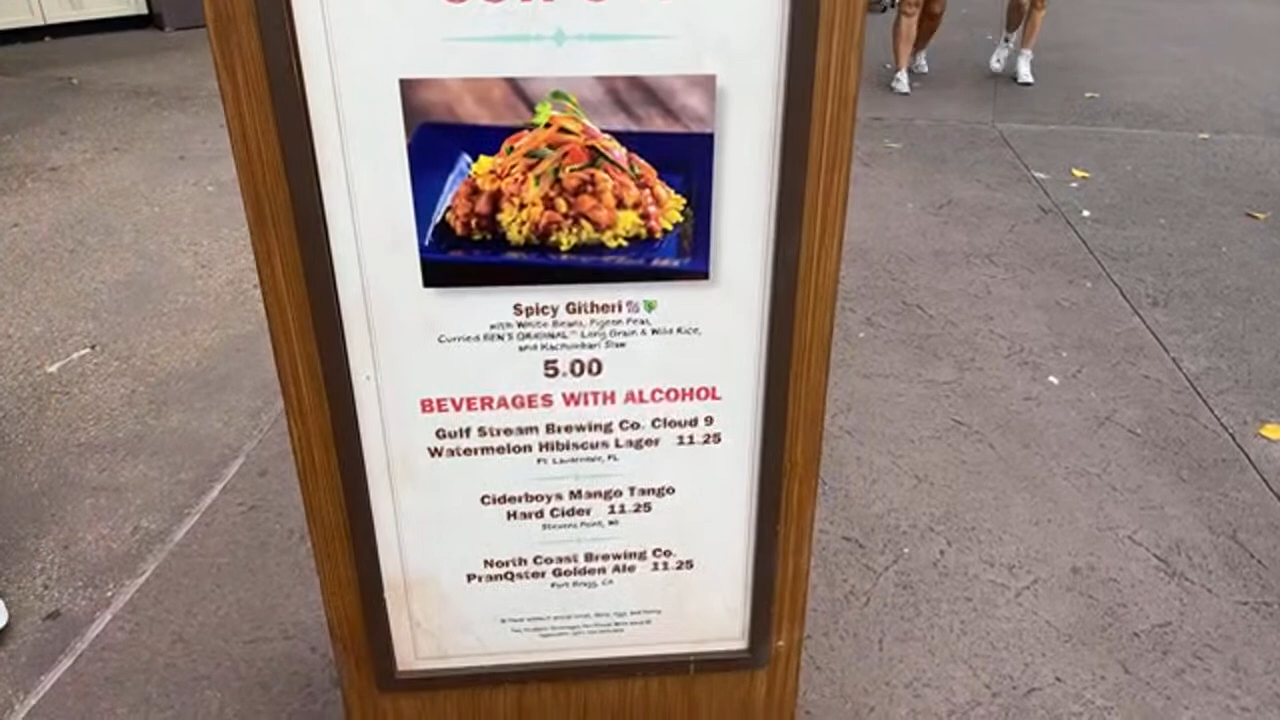 Spicy Githeri
with White Beans, Pigeon Peas,
Curried BEN'S ORIGINAL™ Long Grain & Wild Rice,
and Kachumbari Slaw
5.00
BEVERAGES WITH ALCOHOL
Gulf Stream Brewing Co. Cloud 9
Watermelon Hibiscus Lager 11.25
Ft. Lauderdale, FL
Ciderboys Mango Tango
Hard Cider 11.25
Stevens Point, WI
North Coast Brewing Co.
PranQster Golden Ale 11.25
Fort Bragg, CA